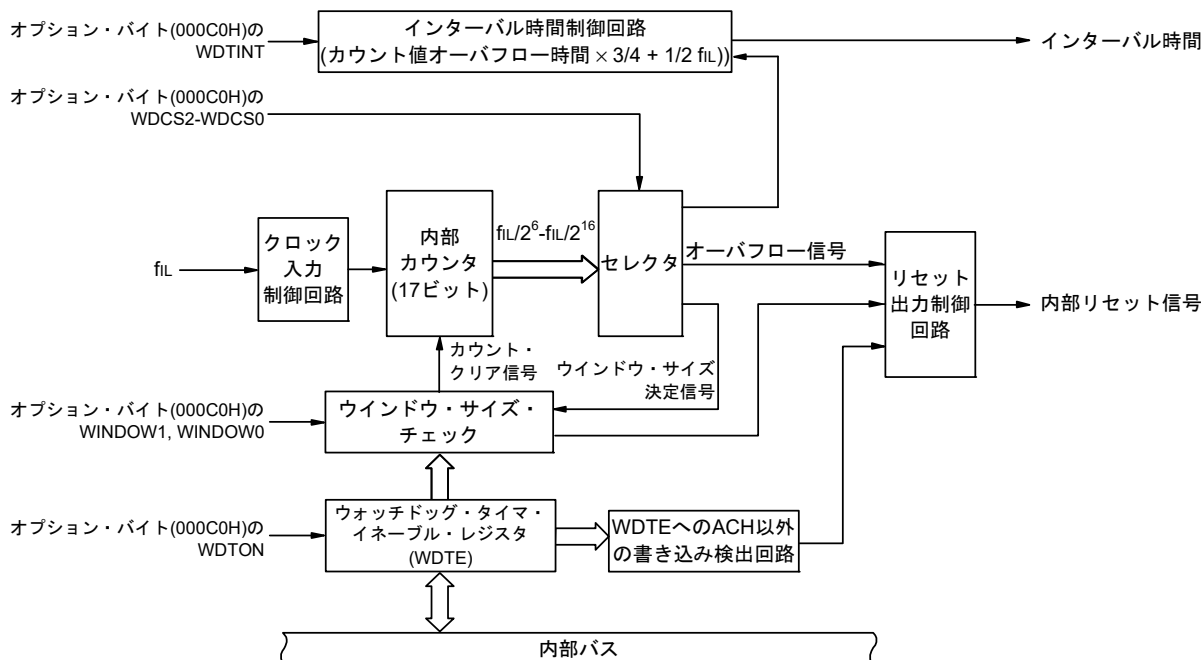 オプション・バイト(000C0H)の
WDTINT
インターバル時間制御回路
(カウント値オーバフロー時間 × 3/4 + 1/2 fIL))
インターバル時間
オプション・バイト(000C0H)の
WDCS2-WDCS0
fIL
クロック
入力
制御回路
内部
カウンタ
(17ビット)
fIL/2^6-fIL/2^16
セレクタ
オーバフロー信号
リセット
出力制御
回路
内部リセット信号
カウント・
クリア信号
ウインドウ・サイズ
決定信号
オプション・バイト(000C0H)の
WINDOW1, WINDOW0
ウインドウ・サイズ・
チェック
オプション・バイト(000C0H)の
WDTON
ウォッチドッグ・タイマ・
イネーブル・レジスタ
(WDTE)
WDTEへのACH以外
の書き込み検出回路
内部バス